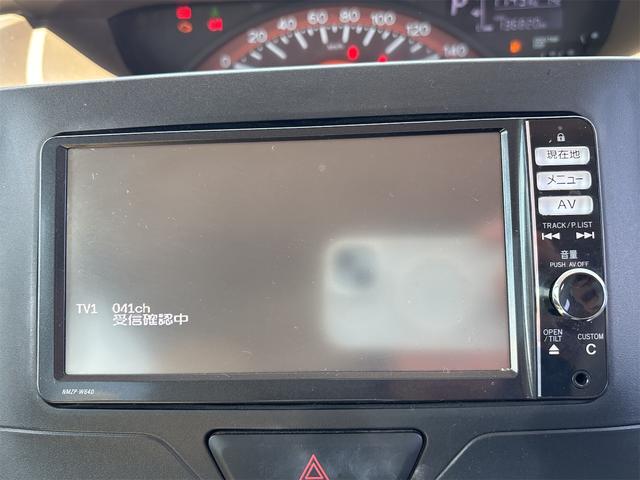 P
0 20 40 60 80 100 120 140
現在地
メニュー
AV
TRACK/P.LIST
音量
PUSH AV OFF
TV1 041ch
受信確認中
OPEN
/TILT
CUSTOM
C
NMZP-W64D